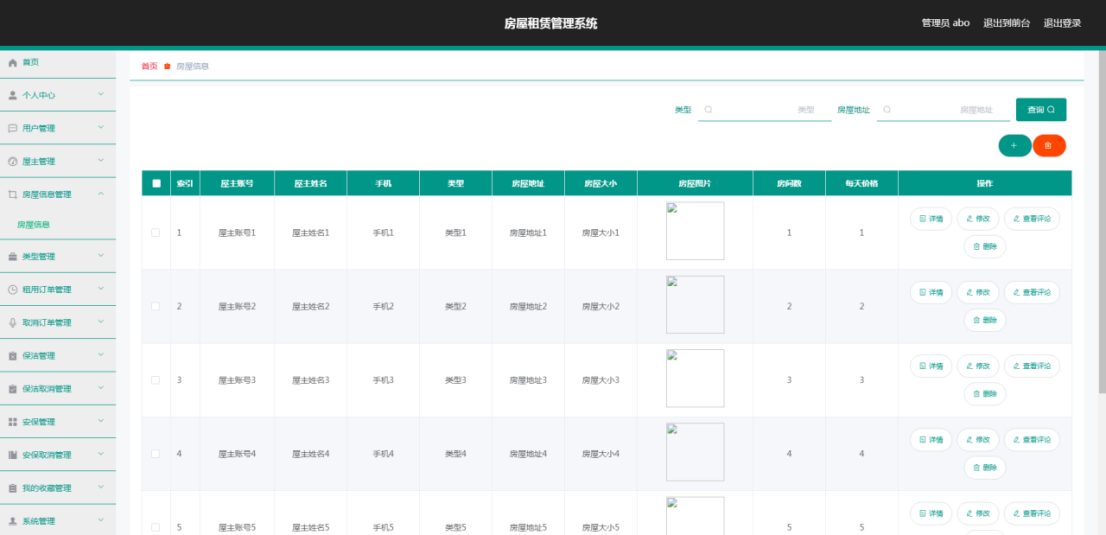 房屋租赁管理系统
管理员 abo 退出到前台 退出登录
首页
个人中心
用户管理
屋主管理
房屋信息管理
房屋信息
类型管理
租用订单管理
取消订单管理
保洁管理
保洁取消管理
安保管理
安保取消管理
我的收藏管理
系统管理
首页 房屋信息
类型 类型 房屋地址 房屋地址 查询
+
索引 屋主账号 屋主姓名 手机 类型 房屋地址 房屋大小 房屋图片 房间数 每天价格 操作
1 屋主账号1 屋主姓名1 手机1 类型1 房屋地址1 房屋大小1 1 1 详情 修改 查看评论
删除
2 屋主账号2 屋主姓名2 手机2 类型2 房屋地址2 房屋大小2 2 2 详情 修改 查看评论
删除
3 屋主账号3 屋主姓名3 手机3 类型3 房屋地址3 房屋大小3 3 3 详情 修改 查看评论
删除
4 屋主账号4 屋主姓名4 手机4 类型4 房屋地址4 房屋大小4 4 4 详情 修改 查看评论
删除
5 屋主账号5 屋主姓名5 手机5 类型5 房屋地址5 房屋大小5 5 5 详情 修改 查看评论